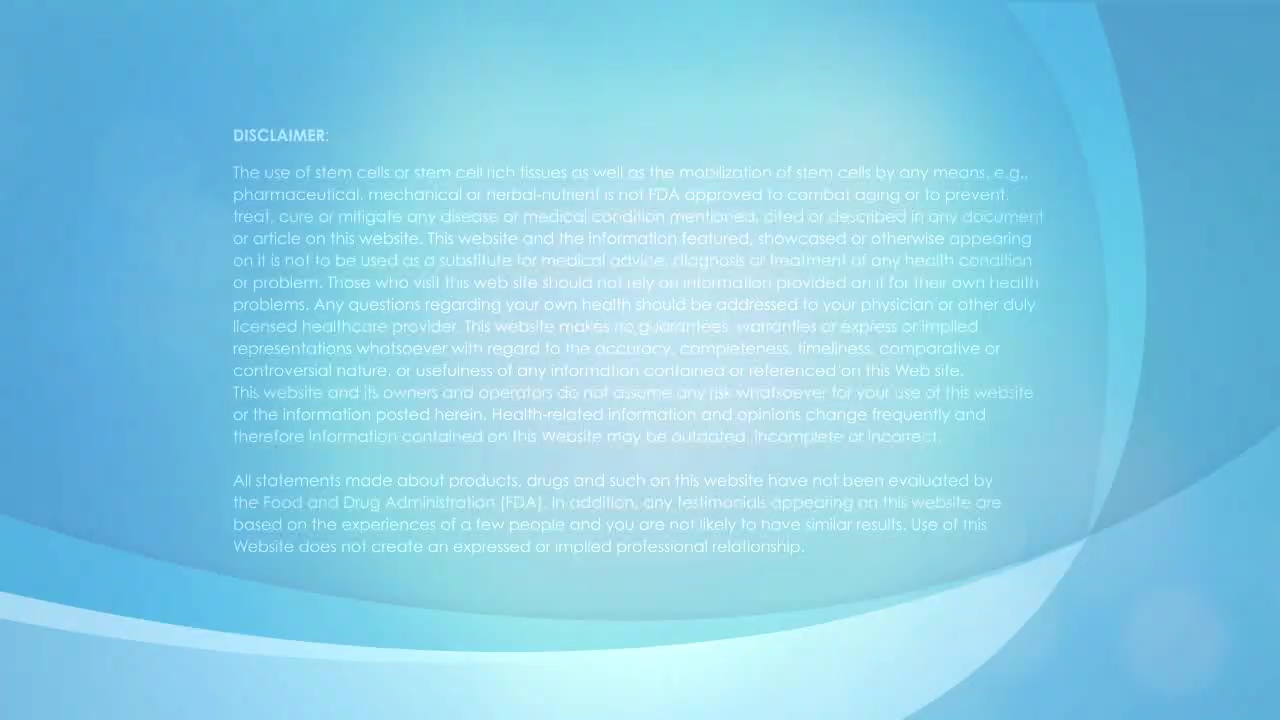 DISCLAIMER:
The use of stem cells or stem cell rich tissues as well as the mobilization of stem cells by any means, e.g.,
pharmaceutical, mechanical or herbal-nutrient is not FDA approved to combat aging or to prevent,
treat, cure or mitigate any disease or medical condition mentioned, cited or described in any document
or article on this website. This website and the information featured, showcased or otherwise appearing
on it is not to be used as a substitute for medical advice, diagnosis or treatment of any health condition
or problem. Those who visit this web site should not rely on information provided on it for their own health
problems. Any questions regarding your own health should be addressed to your physician or other duly
licensed healthcare provider. This website makes no guarantees, warranties or express or implied
representations whatsoever with regard to the accuracy, completeness, timeliness, comparative or
controversial nature, or usefulness of any information contained or referenced on this Web site.
This website and its owners and operators do not assume any risk whatsoever for your use of this website
or the information posted herein. Health-related information and opinions change frequently and
therefore information contained on this Website may be outdated, incomplete or incorrect.
All statements made about products, drugs and such on this website have not been evaluated by
the Food and Drug Administration (FDA). In addition, any testimonials appearing on this website are
based on the experiences of a few people and you are not likely to have similar results. Use of this
Website does not create an expressed or implied professional relationship.